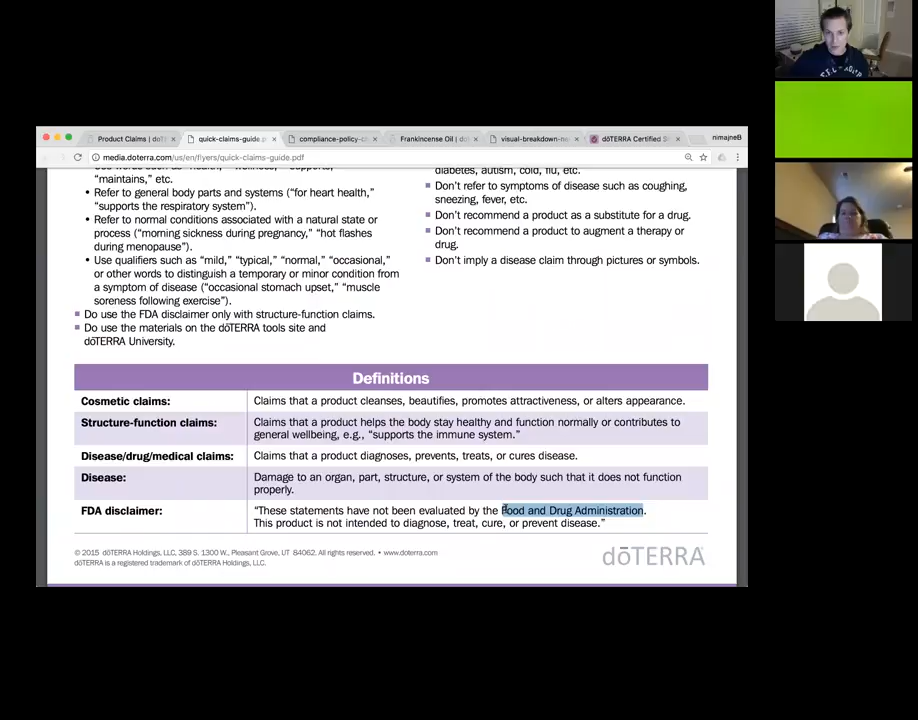 Product Claims | dōT
quick-claims-guide.p
compliance-policy-c
Frankincense Oil | dō
visual-breakdown-ne
dōTERRA Certified S
nimajneB
media.doterra.com/us/en/flyers/quick-claims-guide.pdf
“maintains,” etc.
• Refer to general body parts and systems (“for heart health,”
“supports the respiratory system”).
• Refer to normal conditions associated with a natural state or
process (“morning sickness during pregnancy,” “hot flashes
during menopause”).
• Use qualifiers such as “mild,” “typical,” “normal,” “occasional,”
or other words to distinguish a temporary or minor condition from
a symptom of disease (“occasional stomach upset,” “muscle
soreness following exercise”).
Do use the FDA disclaimer only with structure-function claims.
Do use the materials on the dōTERRA tools site and
dōTERRA University.
diabetes, autism, cold, flu, etc.
Don’t refer to symptoms of disease such as coughing,
sneezing, fever, etc.
Don’t recommend a product as a substitute for a drug.
Don’t recommend a product to augment a therapy or
drug.
Don’t imply a disease claim through pictures or symbols.
Definitions
Cosmetic claims: Claims that a product cleanses, beautifies, promotes attractiveness, or alters appearance.
Structure-function claims: Claims that a product helps the body stay healthy and function normally or contributes to
general wellbeing, e.g., “supports the immune system.”
Disease/drug/medical claims: Claims that a product diagnoses, prevents, treats, or cures disease.
Disease: Damage to an organ, part, structure, or system of the body such that it does not function
properly.
FDA disclaimer: “These statements have not been evaluated by the Food and Drug Administration.
This product is not intended to diagnose, treat, cure, or prevent disease.”
© 2015 dōTERRA Holdings, LLC, 389 S. 1300 W., Pleasant Grove, UT 84062. All rights reserved. • www.doterra.com
dōTERRA is a registered trademark of dōTERRA Holdings, LLC.
dōTERRA